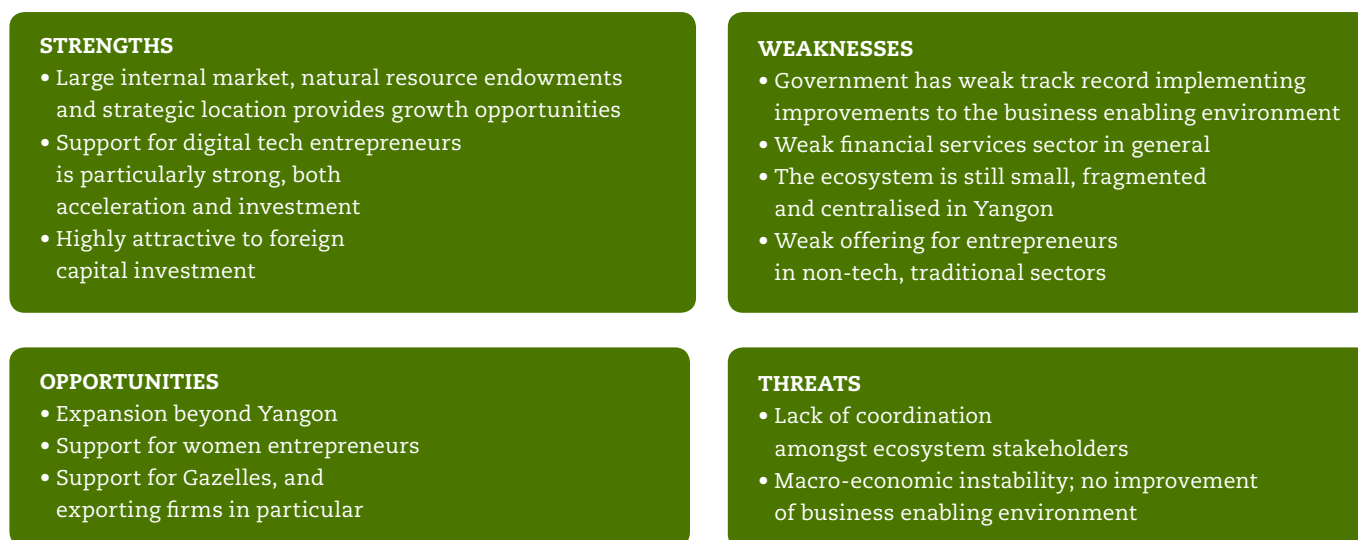 STRENGTHS
• Large internal market, natural resource endowments
and strategic location provides growth opportunities
• Support for digital tech entrepreneurs
is particularly strong, both
acceleration and investment
• Highly attractive to foreign
capital investment
WEAKNESSES
• Government has weak track record implementing
improvements to the business enabling environment
• Weak financial services sector in general
• The ecosystem is still small, fragmented
and centralised in Yangon
• Weak offering for entrepreneurs
in non-tech, traditional sectors
OPPORTUNITIES
• Expansion beyond Yangon
• Support for women entrepreneurs
• Support for Gazelles, and
exporting firms in particular
THREATS
• Lack of coordination
amongst ecosystem stakeholders
• Macro-economic instability; no improvement
of business enabling environment